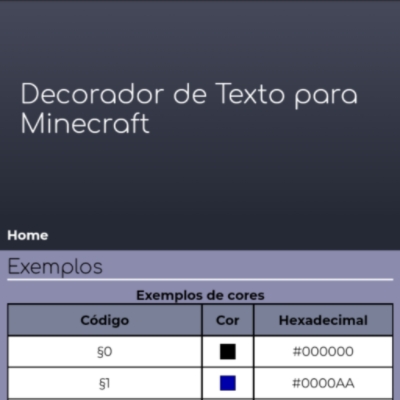 Decorador de Texto para
Minecraft
Home
Exemplos
Exemplos de cores
Código Cor Hexadecimal
§0 #000000
§1 #0000AA